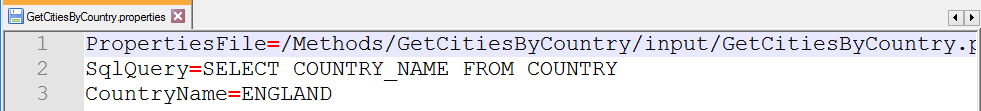 GetCitiesByCountry.properties
1 PropertiesFile=/Methods/GetCitiesByCountry/input/GetCitiesByCountry.p
2 SqlQuery=SELECT COUNTRY_NAME FROM COUNTRY
3 CountryName=ENGLAND